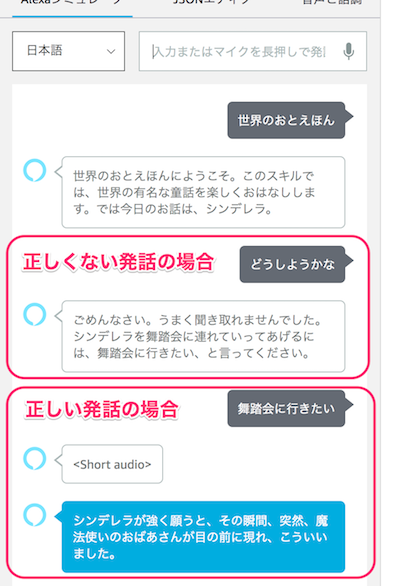 Alexaシミュレータ JSONエディタ 音声と話調
日本語
入力またはマイクを長押しで発
世界のおとえほん
世界のおとえほんにようこそ。このスキルで
は、世界の有名な童話を楽しくおはなしし
ます。では今日のお話は、シンデレラ。
正しくない発話の場合
どうしようかな
ごめんなさい。うまく聞き取れませんでした。
シンデレラを舞踏会に連れていってあげるに
は、舞踏会に行きたい、と言ってください。
正しい発話の場合
舞踏会に行きたい
<Short audio>
シンデレラが強く願うと、その瞬間、突然、魔
法使いのおばあさんが目の前に現れ、こういい
ました。